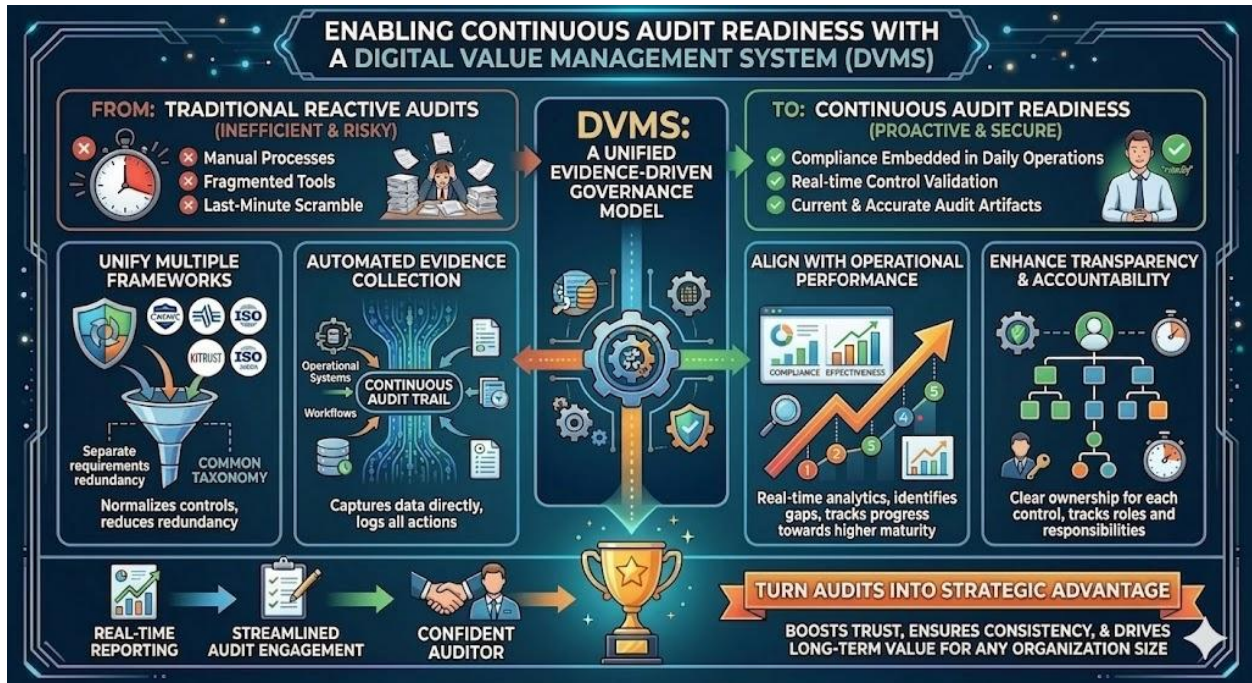 ENABLING CONTINUOUS AUDIT READINESS WITH
A DIGITAL VALUE MANAGEMENT SYSTEM (DVMS)
FROM: TRADITIONAL REACTIVE AUDITS
(INEFFICIENT & RISKY)
Manual Processes
Fragmented Tools
Last-Minute Scramble
DVMS:
A UNIFIED
EVIDENCE-DRIVEN
GOVERNANCE
MODEL
TO: CONTINUOUS AUDIT READINESS
(PROACTIVE & SECURE)
Compliance Embedded in Daily Operations
Real-time Control Validation
Current & Accurate Audit Artifacts
UNIFY MULTIPLE
FRAMEWORKS
ISO
KITRUST
ISO
Separate
requirements
redundancy
COMMON
TAXONOMY
Normalizes controls,
reduces redundancy
AUTOMATED EVIDENCE
COLLECTION
Operational
Systems
Workflows
CONTINUOUS
AUDIT TRAIL
Captures data directly,
logs all actions
ALIGN WITH OPERATIONAL
PERFORMANCE
COMPLIANCE EFFECTIVENESS
1
2
5
4
5
Real-time analytics, identifies
gaps, tracks progress
towards higher maturity
ENHANCE TRANSPARENCY
& ACCOUNTABILITY
Clear ownership for each
control, tracks roles and
responsibilities
REAL-TIME
REPORTING
STREAMLINED
AUDIT ENGAGEMENT
CONFIDENT
AUDITOR
TURN AUDITS INTO STRATEGIC ADVANTAGE
BOOSTS TRUST, ENSURES CONSISTENCY, & DRIVES
LONG-TERM VALUE FOR ANY ORGANIZATION SIZE